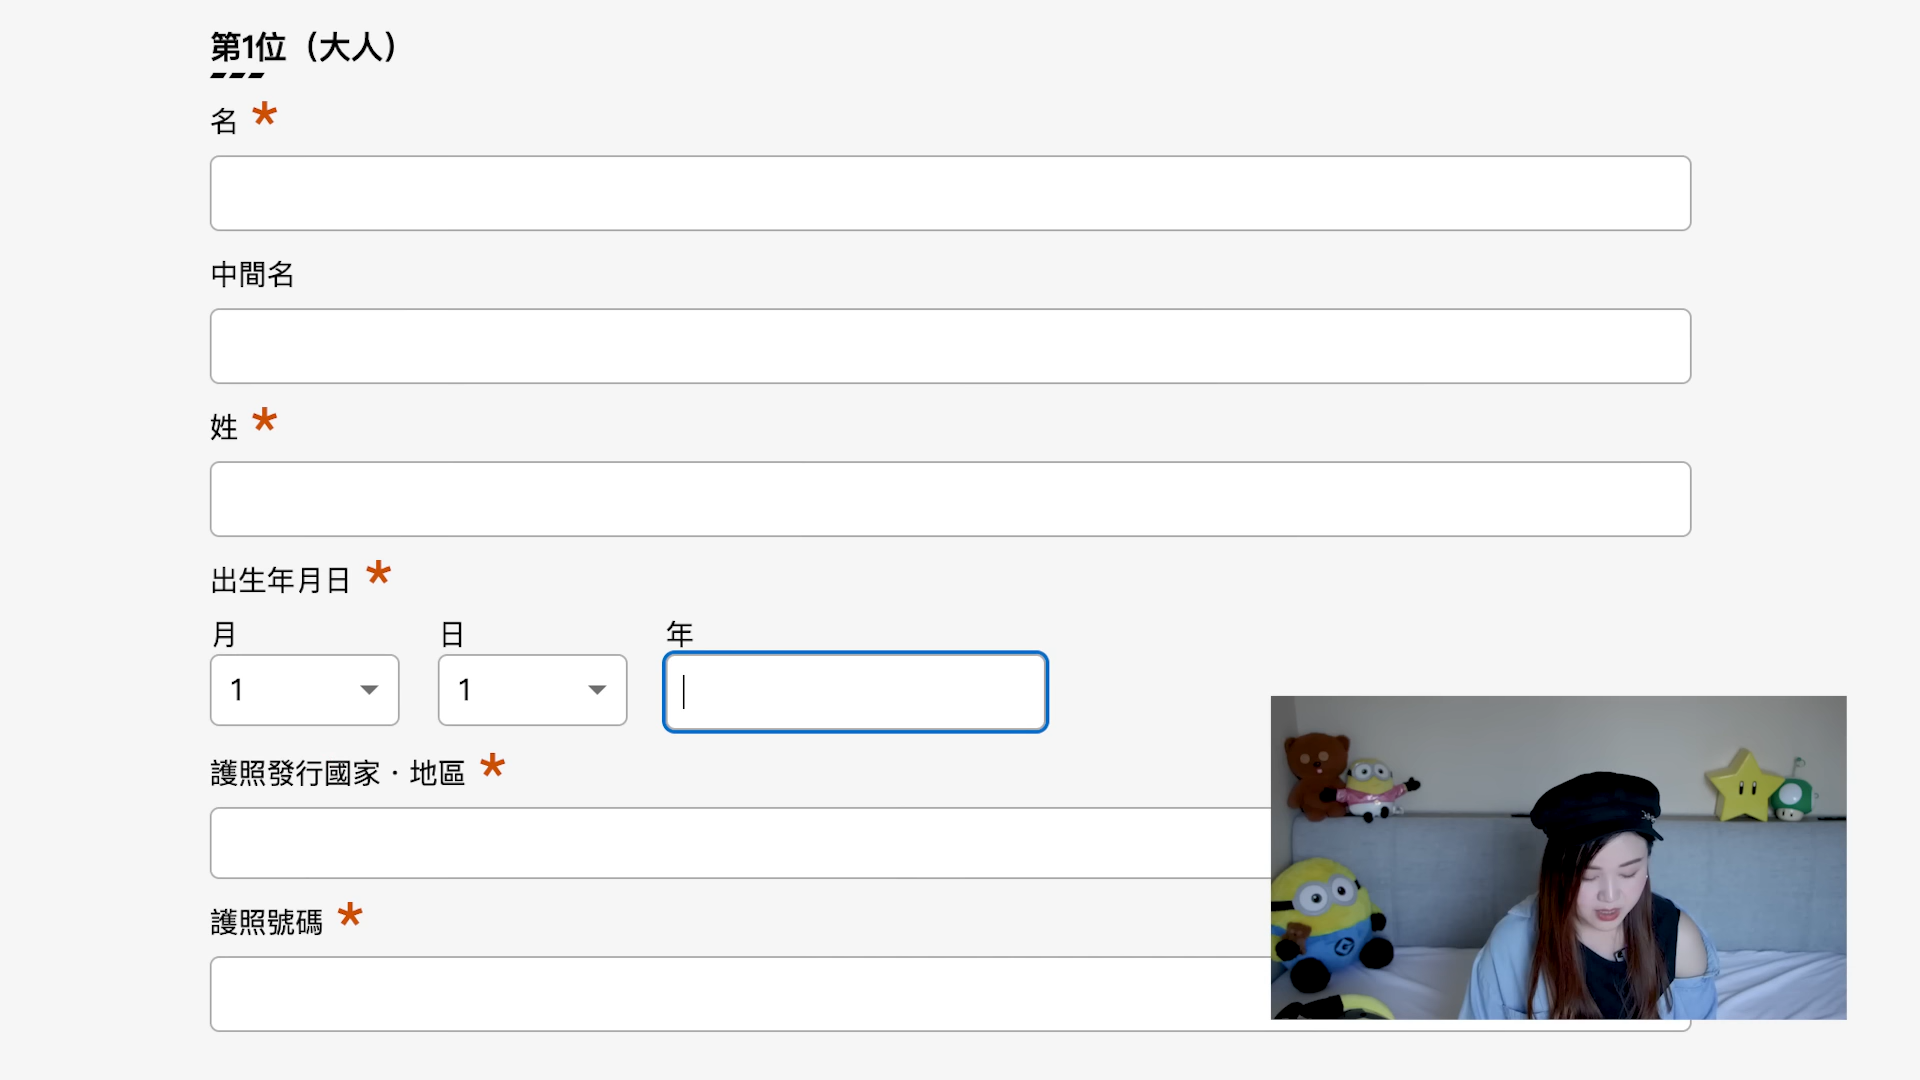 第1位（大人）
名 *
中間名
姓 *
出生年月日 *
月 日 年
1 1
護照發行國家・地區 *
護照號碼 *